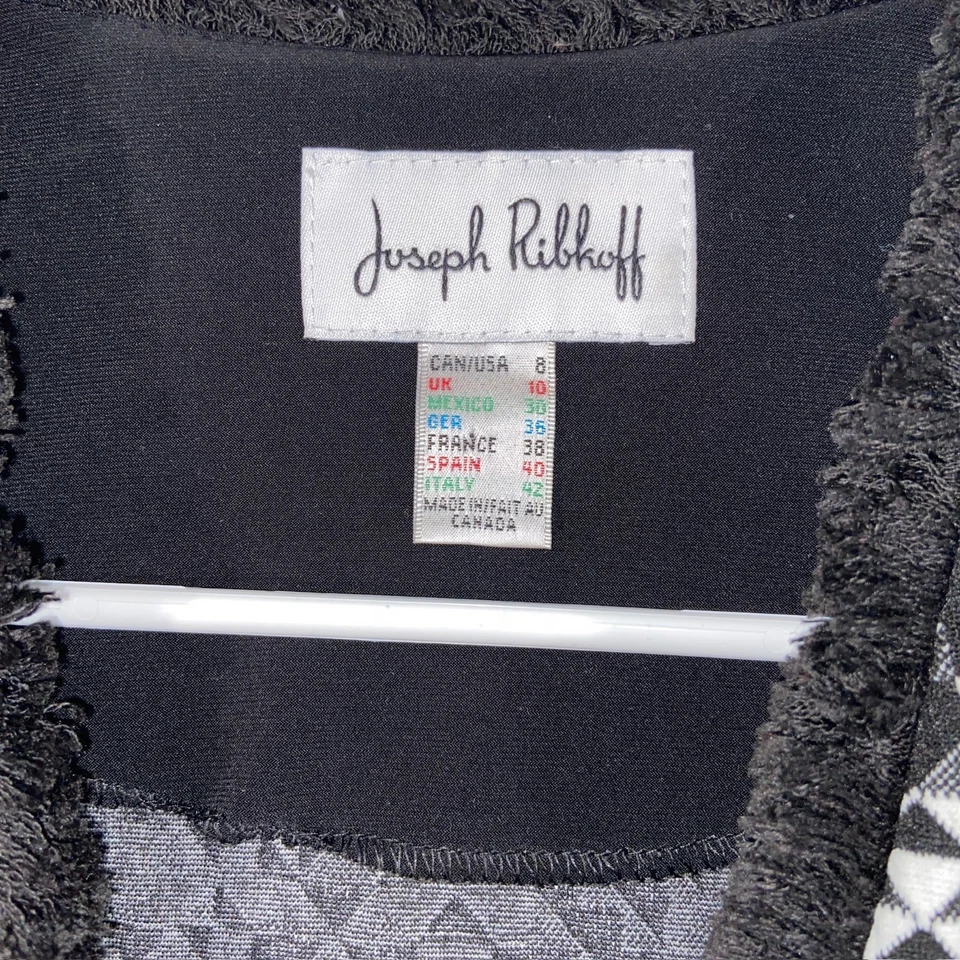 Joseph Ribkoff
CAN/USA 8
UK 10
MEXICO 30
GER 36
FRANCE 38
SPAIN 40
ITALY 42
MADE IN/FAIT AU
CANADA